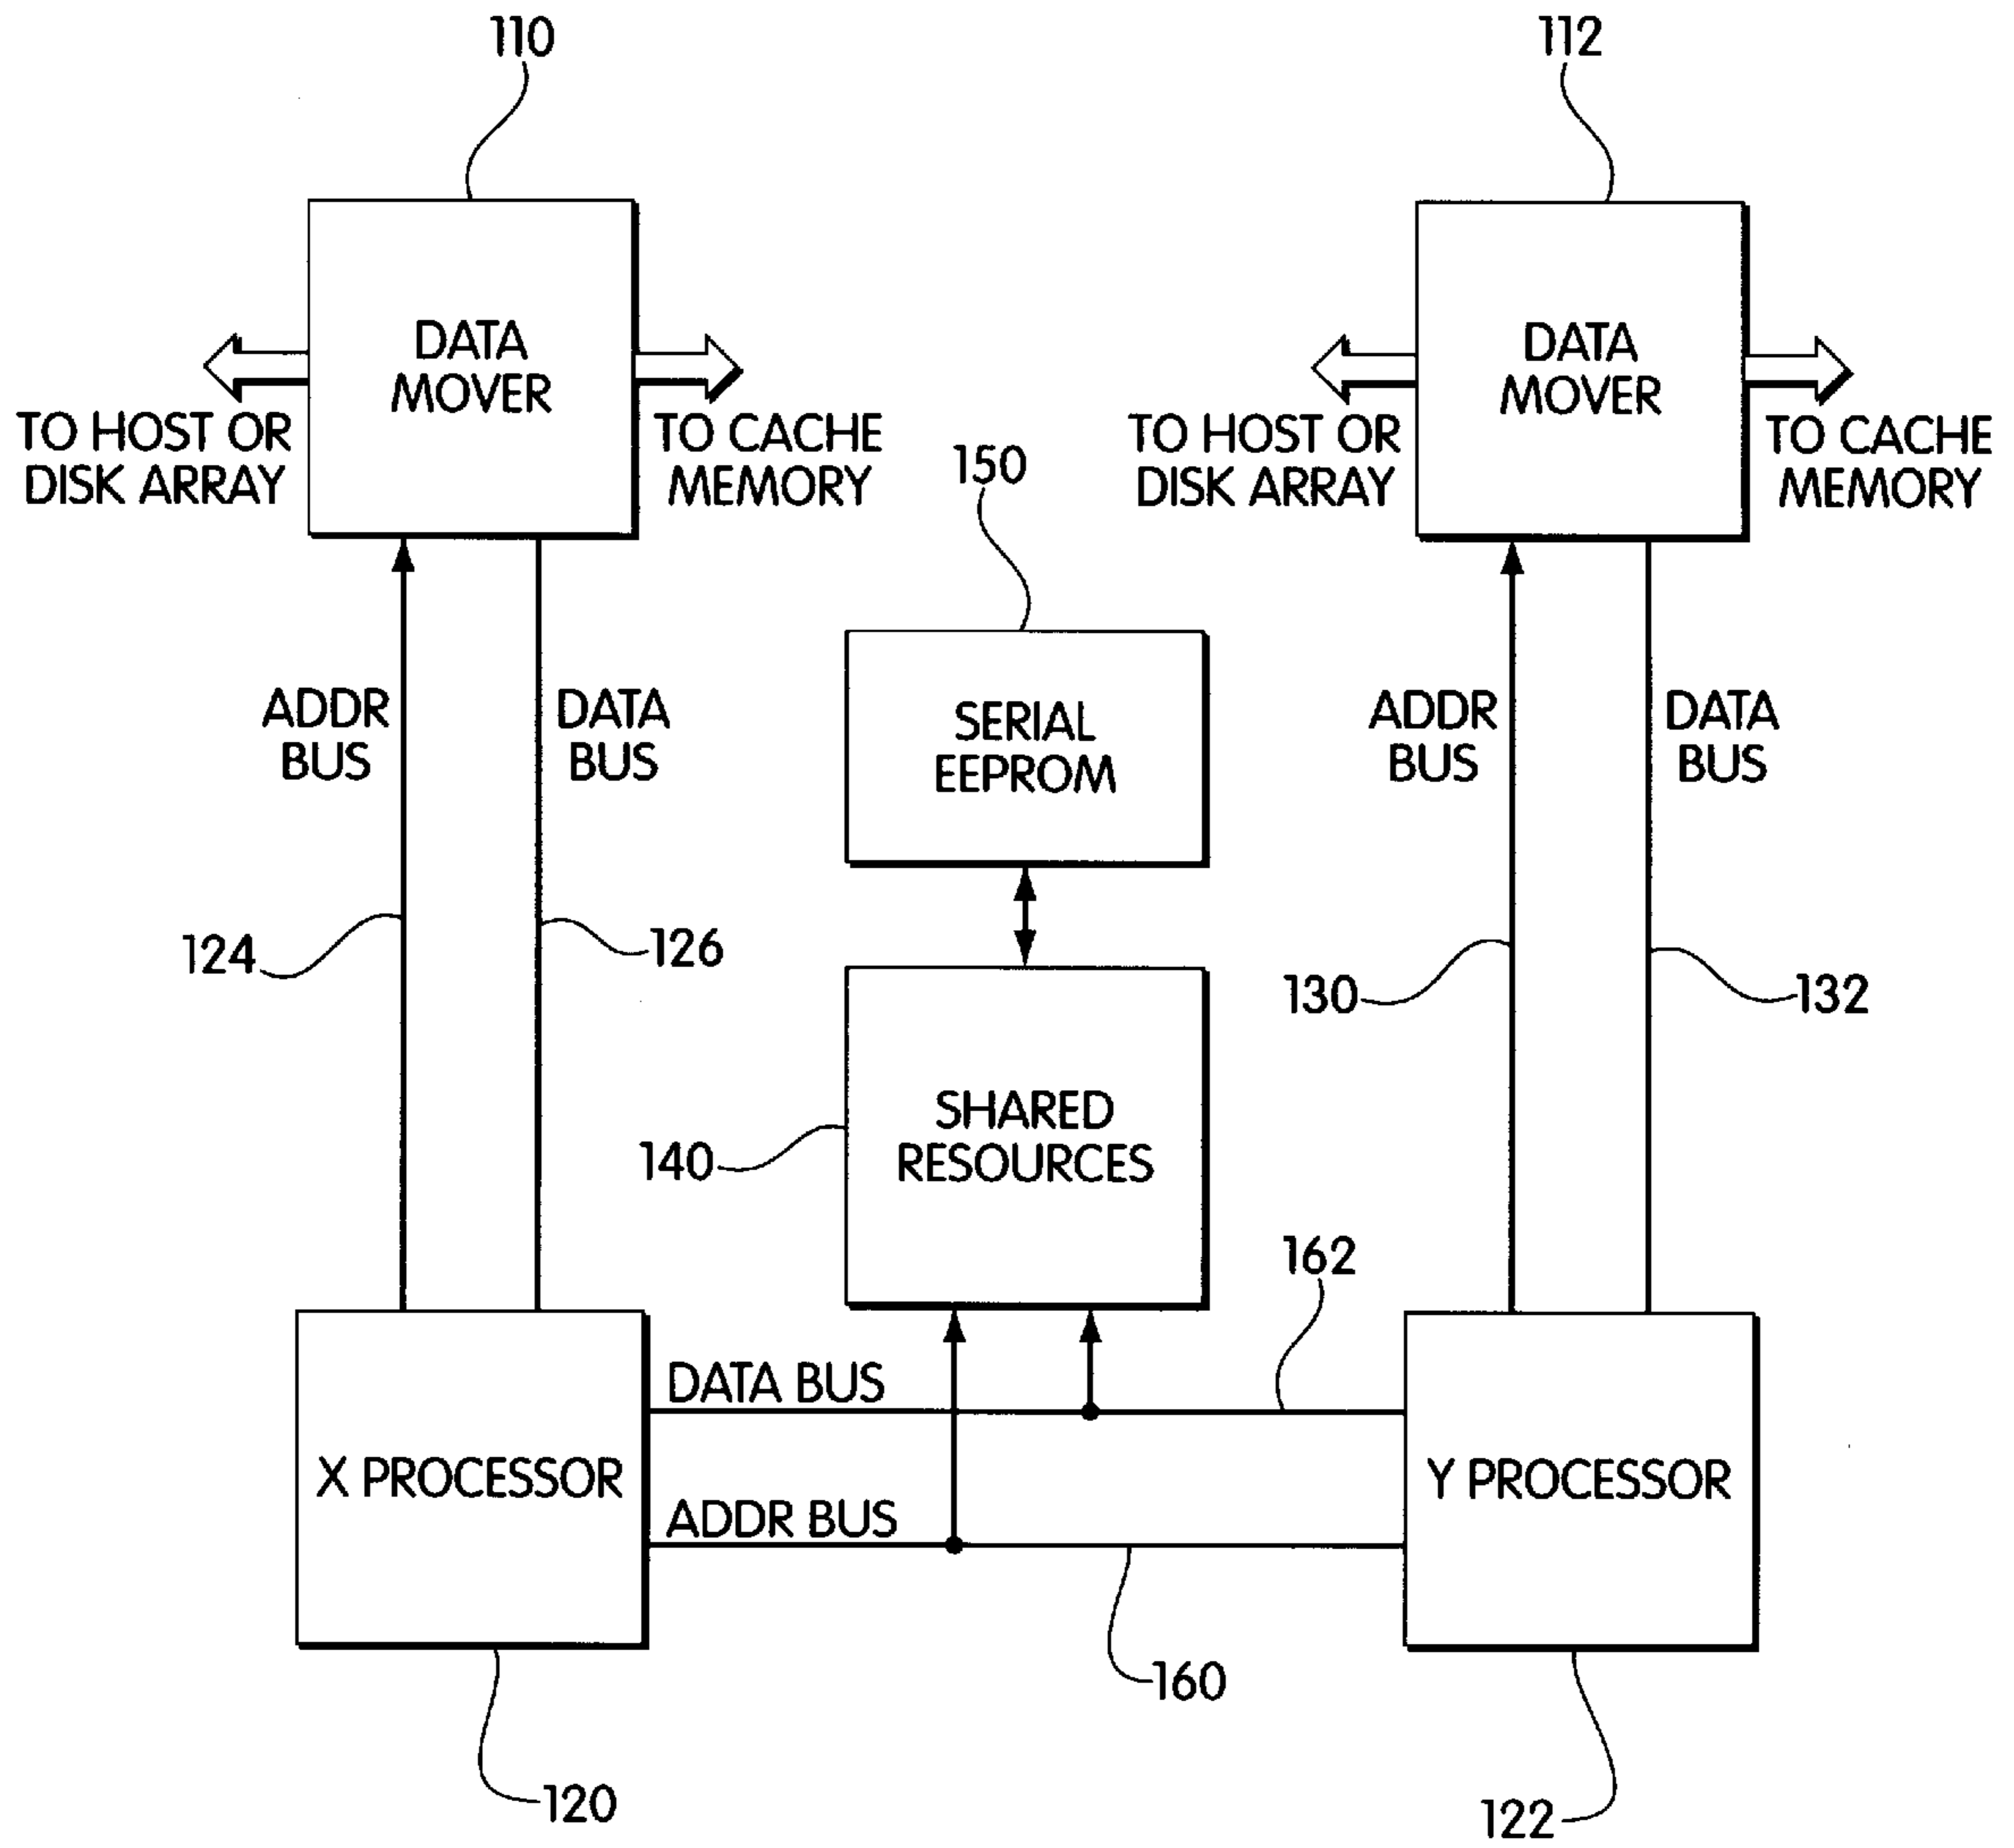 110
112
DATA
MOVER
DATA
MOVER
TO HOST OR
DISK ARRAY
TO CACHE
MEMORY
TO HOST OR
DISK ARRAY
TO CACHE
MEMORY
150
ADDR
BUS
DATA
BUS
SERIAL
EEPROM
ADDR
BUS
DATA
BUS
124
126
130
132
SHARED
RESOURCES
140
162
DATA BUS
X PROCESSOR
Y PROCESSOR
ADDR BUS
160
120
122